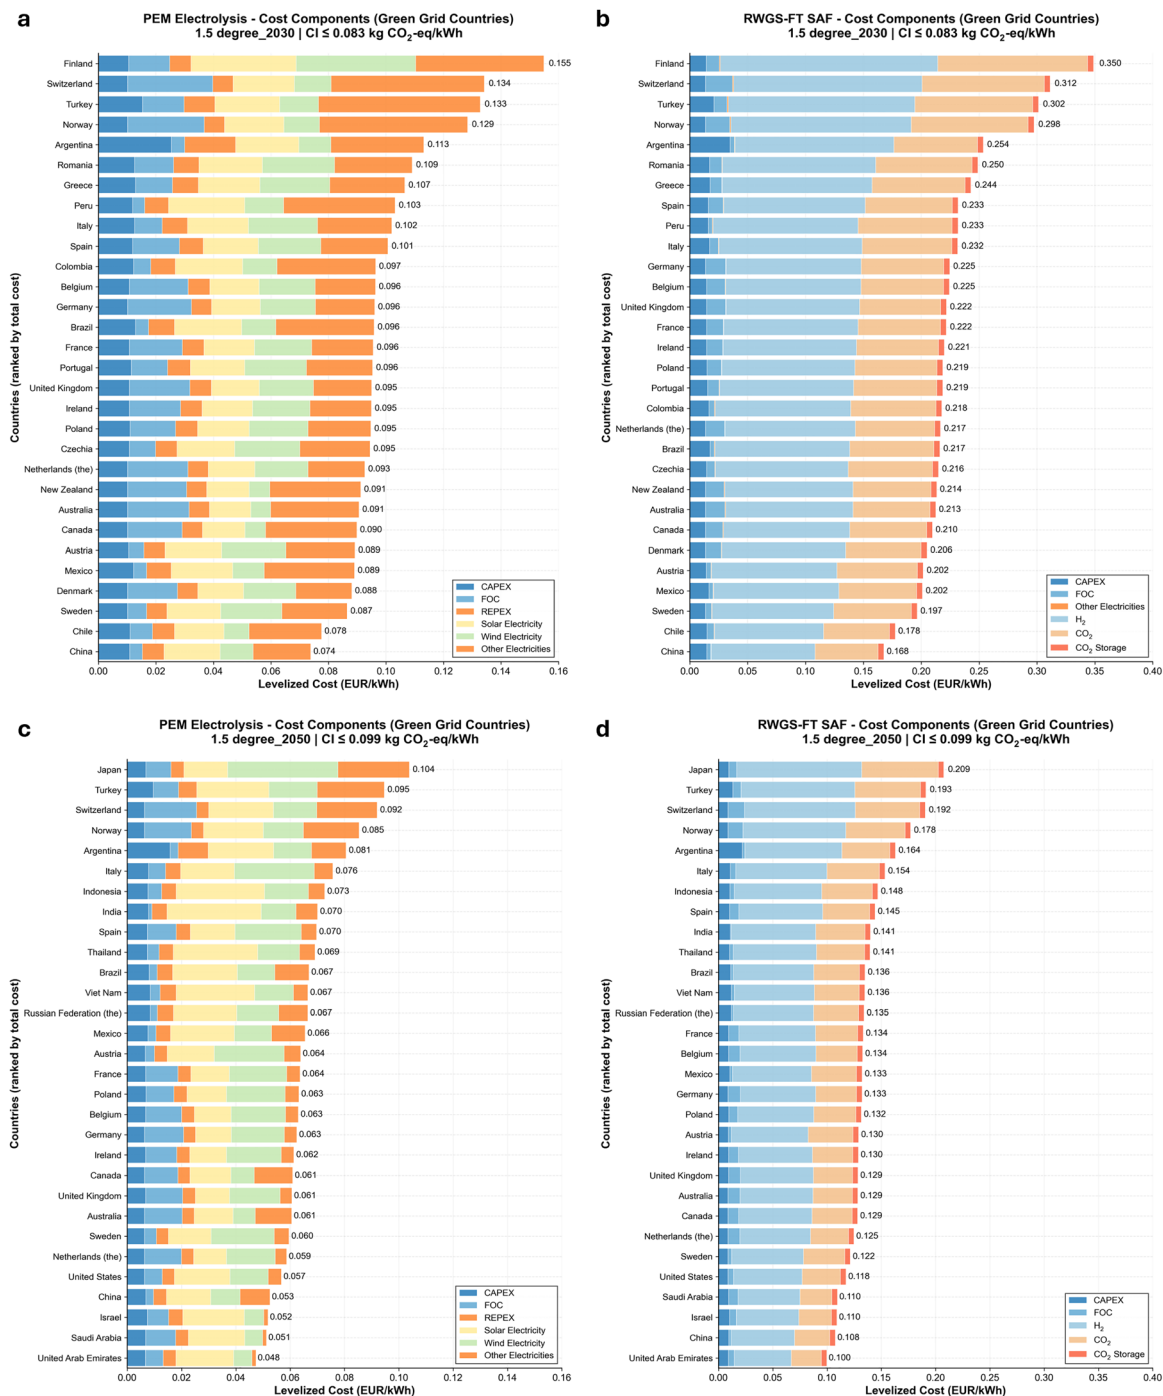 a
PEM Electrolysis - Cost Components (Green Grid Countries)
1.5 degree_2030 | CI ≤ 0.083 kg CO2-eq/kWh
Countries (ranked by total cost)
Finland 0.155
Switzerland 0.134
Turkey 0.133
Norway 0.129
Argentina 0.113
Romania 0.109
Greece 0.107
Peru 0.103
Italy 0.102
Spain 0.101
Colombia 0.097
Belgium 0.096
Germany 0.096
Brazil 0.096
France 0.096
Portugal 0.096
United Kingdom 0.095
Ireland 0.095
Poland 0.095
Czechia 0.095
Netherlands (the) 0.093
New Zealand 0.091
Australia 0.091
Canada 0.090
Austria 0.089
Mexico 0.089
Denmark 0.088
Sweden 0.087
Chile 0.078
China 0.074
CAPEX
FOC
REPEX
Solar Electricity
Wind Electricity
Other Electricities
0.00 0.02 0.04 0.06 0.08 0.10 0.12 0.14 0.16
Levelized Cost (EUR/kWh)
b
RWGS-FT SAF - Cost Components (Green Grid Countries)
1.5 degree_2030 | CI ≤ 0.083 kg CO2-eq/kWh
Countries (ranked by total cost)
Finland 0.350
Switzerland 0.312
Turkey 0.302
Norway 0.298
Argentina 0.254
Romania 0.250
Greece 0.244
Spain 0.233
Peru 0.233
Italy 0.232
Germany 0.225
Belgium 0.225
United Kingdom 0.222
France 0.222
Ireland 0.221
Poland 0.219
Portugal 0.219
Colombia 0.218
Netherlands (the) 0.217
Brazil 0.217
Czechia 0.216
New Zealand 0.214
Australia 0.213
Canada 0.210
Denmark 0.206
Austria 0.202
Mexico 0.202
Sweden 0.197
Chile 0.178
China 0.168
CAPEX
FOC
Other Electricities
H2
CO2
CO2 Storage
0.00 0.05 0.10 0.15 0.20 0.25 0.30 0.35 0.40
Levelized Cost (EUR/kWh)
c
PEM Electrolysis - Cost Components (Green Grid Countries)
1.5 degree_2050 | CI ≤ 0.099 kg CO2-eq/kWh
Countries (ranked by total cost)
Japan 0.104
Turkey 0.095
Switzerland 0.092
Norway 0.085
Argentina 0.081
Italy 0.076
Indonesia 0.073
India 0.070
Spain 0.070
Thailand 0.069
Brazil 0.067
Viet Nam 0.067
Russian Federation (the) 0.067
Mexico 0.066
Austria 0.064
France 0.064
Poland 0.063
Belgium 0.063
Germany 0.063
Ireland 0.062
Canada 0.061
United Kingdom 0.061
Australia 0.061
Sweden 0.060
Netherlands (the) 0.059
United States 0.057
China 0.053
Israel 0.052
Saudi Arabia 0.051
United Arab Emirates 0.048
CAPEX
FOC
REPEX
Solar Electricity
Wind Electricity
Other Electricities
0.00 0.02 0.04 0.06 0.08 0.10 0.12 0.14 0.16
Levelized Cost (EUR/kWh)
d
RWGS-FT SAF - Cost Components (Green Grid Countries)
1.5 degree_2050 | CI ≤ 0.099 kg CO2-eq/kWh
Countries (ranked by total cost)
Japan 0.209
Turkey 0.193
Switzerland 0.192
Norway 0.178
Argentina 0.164
Italy 0.154
Indonesia 0.148
Spain 0.145
India 0.141
Thailand 0.141
Brazil 0.136
Viet Nam 0.136
Russian Federation (the) 0.135
France 0.134
Belgium 0.134
Mexico 0.133
Germany 0.133
Poland 0.132
Austria 0.130
Ireland 0.130
United Kingdom 0.129
Australia 0.129
Canada 0.129
Netherlands (the) 0.125
Sweden 0.122
United States 0.118
Saudi Arabia 0.110
Israel 0.110
China 0.108
United Arab Emirates 0.100
CAPEX
FOC
H2
CO2
CO2 Storage
0.00 0.05 0.10 0.15 0.20 0.25 0.30 0.35 0.40
Levelized Cost (EUR/kWh)